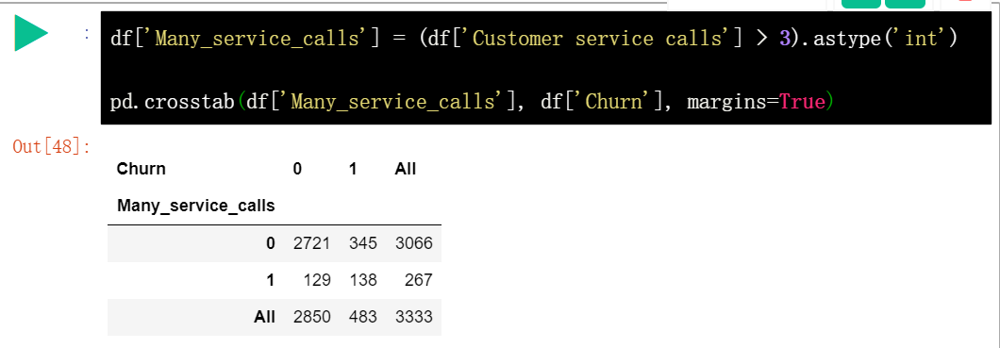 : df['Many_service_calls'] = (df['Customer service calls'] > 3).astype('int')
pd.crosstab(df['Many_service_calls'], df['Churn'], margins=True)
Out[48]:
Churn 0 1 All
Many_service_calls
0 2721 345 3066
1 129 138 267
All 2850 483 3333